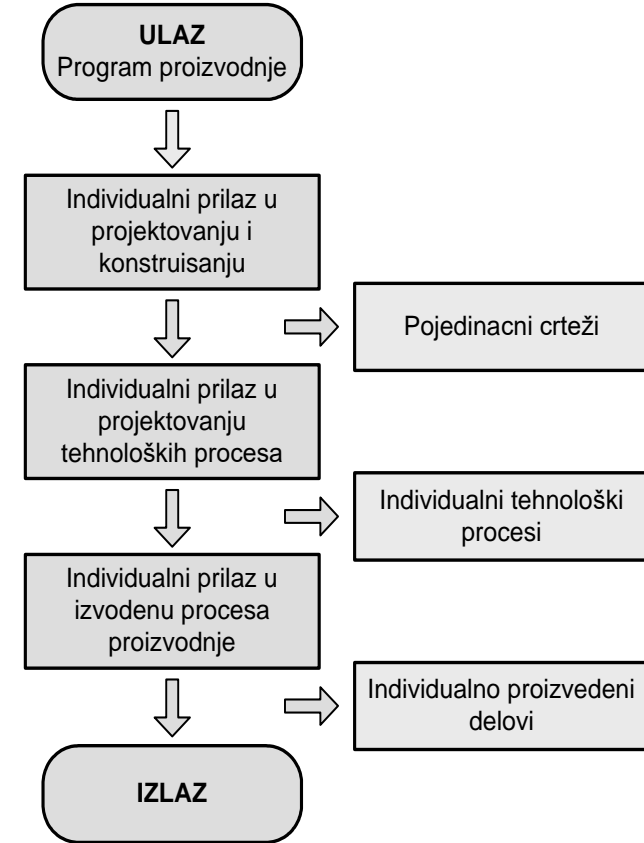 ULAZ
Program proizvodnje
Individualni prilaz u
projektovanju i
konstruisanju
Pojedinacni crteži
Individualni prilaz u
projektovanju
tehnoloških procesa
Individualni tehnološki
procesi
Individualni prilaz u
izvodenu procesa
proizvodnje
Individualno proizvedeni
delovi
IZLAZ